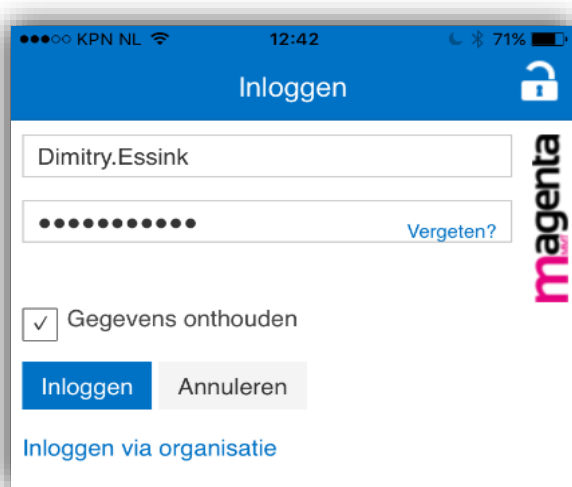 KPN NL 12:42 71%
Inloggen
Dimitry.Essink
Vergeten?
magenta
✓ Gegevens onthouden
Inloggen Annuleren
Inloggen via organisatie